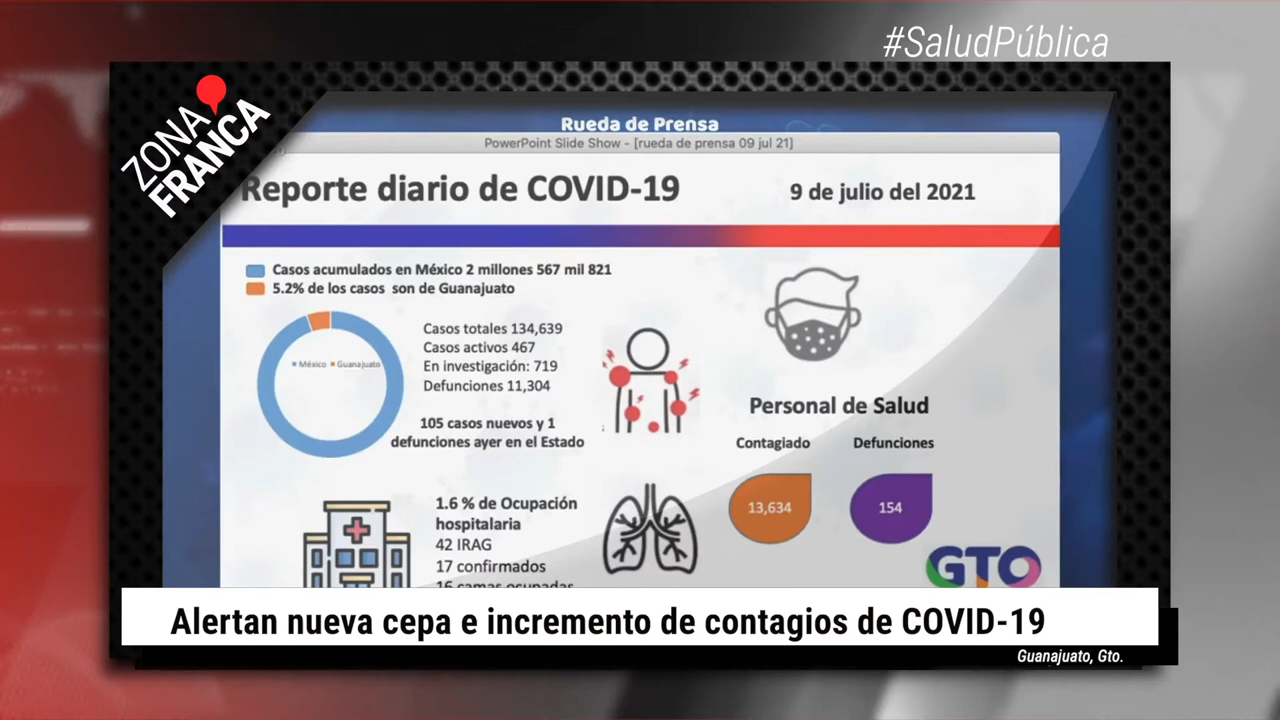 #SaludPública
ZONA
FRANCA
Rueda de Prensa
PowerPoint Slide Show - [rueda de prensa 09 jul 21]
Reporte diario de COVID-19
9 de julio del 2021
Casos acumulados en México 2 millones 567 mil 821
5.2% de los casos son de Guanajuato
México Guanajuato
Casos totales 134,639
Casos activos 467
En investigación: 719
Defunciones 11,304
105 casos nuevos y 1
defunciones ayer en el Estado
Personal de Salud
Contagiado
Defunciones
13,634
154
1.6 % de Ocupación
hospitalaria
42 IRAG
17 confirmados
16 camas ocupadas
GTO
Alertan nueva cepa e incremento de contagios de COVID-19
Guanajuato, Gto.